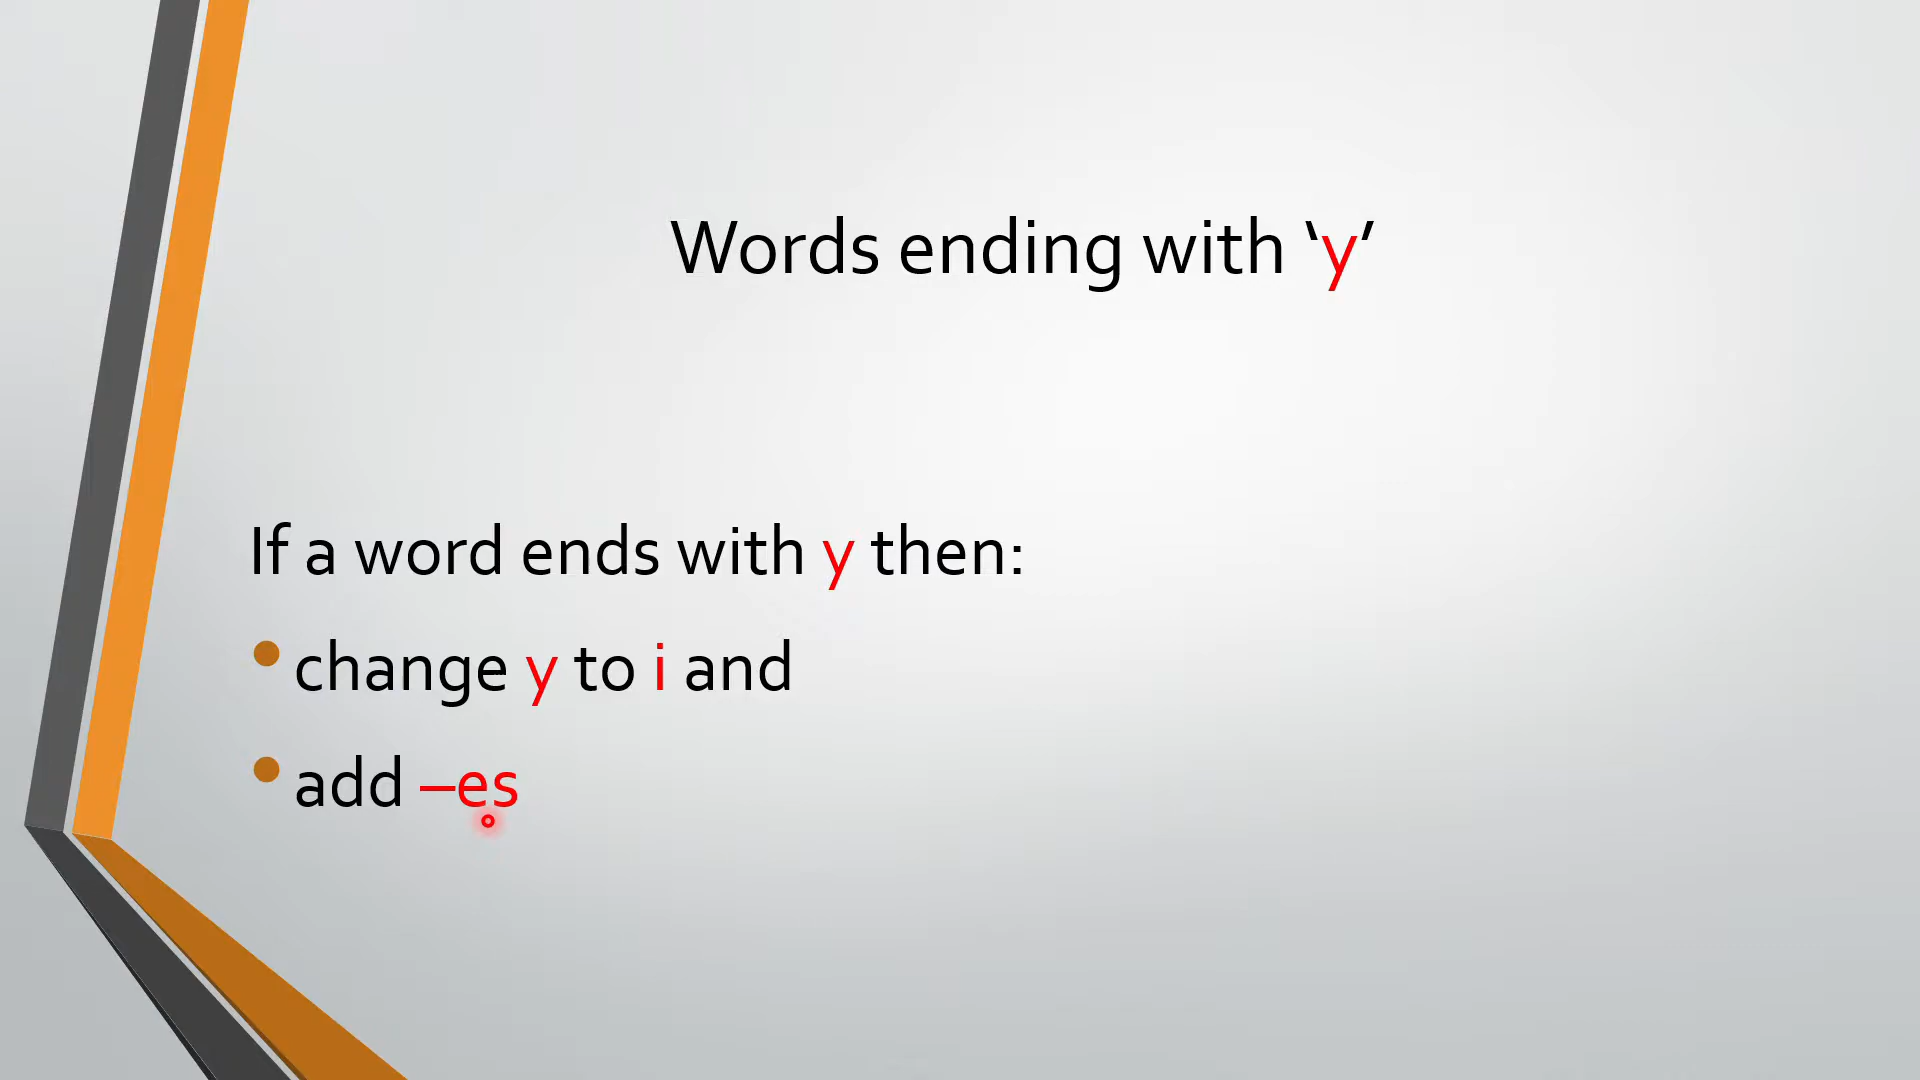 Words ending with ‘y’
If a word ends with y then:
• change y to i and
• add –es